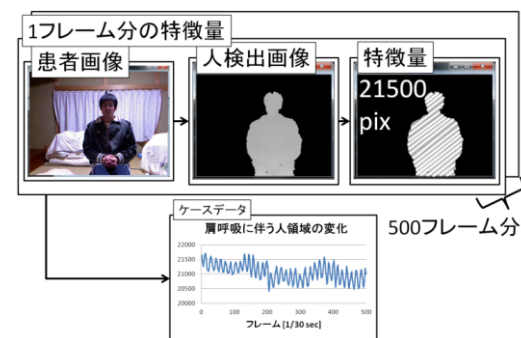 1フレーム分の特徴量
患者画像
人検出画像
特徴量
21500
pix
500フレーム分
ケースデータ
肩呼吸に伴う人領域の変化
22000
21500
21000
20500
20000
0 100 200 300 400 500
フレーム [1/30 sec]